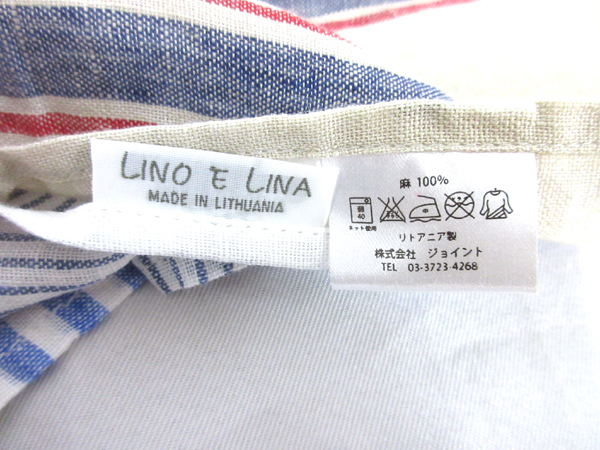 LINO E LINA
MADE IN LITHUANIA
麻 100%
弱
40
ネット使用
リトアニア製
株式会社 ジョイント
TEL 03-3723-4268